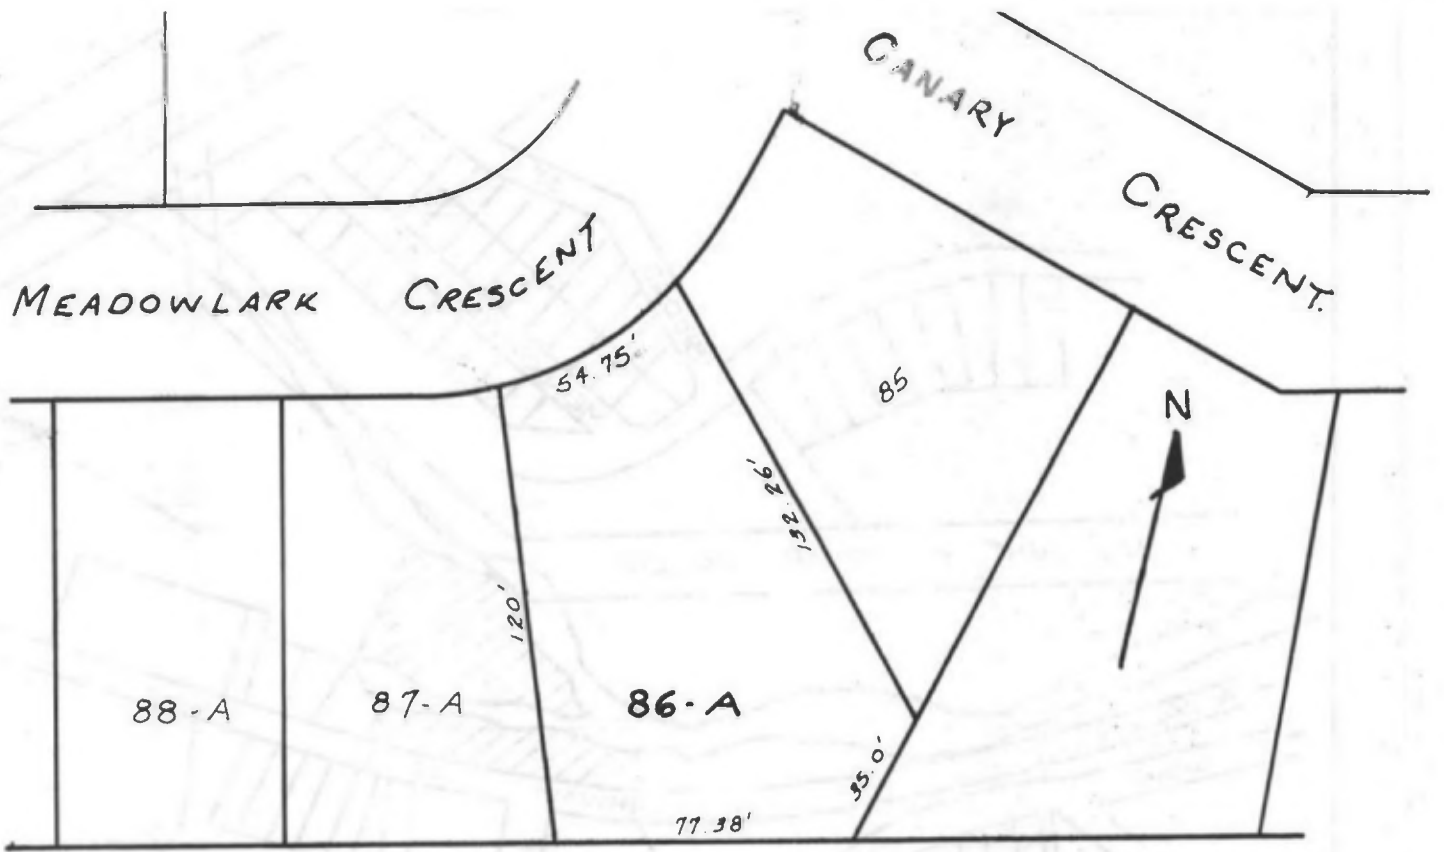 CANARY CRESCENT.
MEADOWLARK CRESCENT
54.75'
85
N
132.26'
120'
88-A
87-A
86-A
35.0'
77.38'